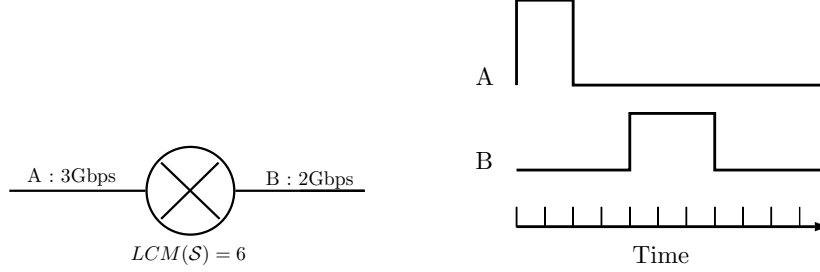 A : 3Gbps
B : 2Gbps
LCM(𝒮) = 6
A
B
Time